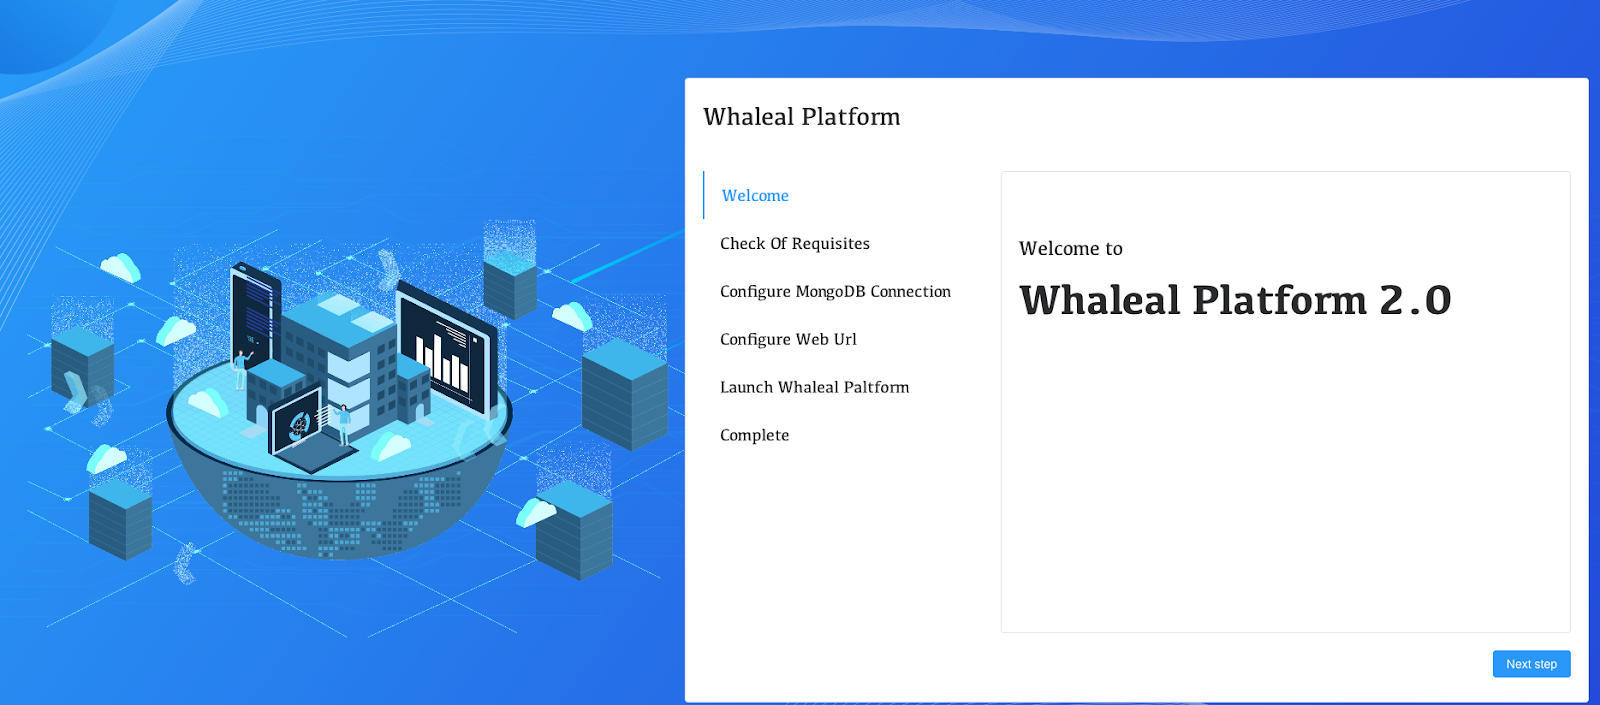 Whaleal Platform
Welcome
Check Of Requisites
Configure MongoDB Connection
Configure Web Url
Launch Whaleal Paltform
Complete
Welcome to
Whaleal Platform 2.0
Next step